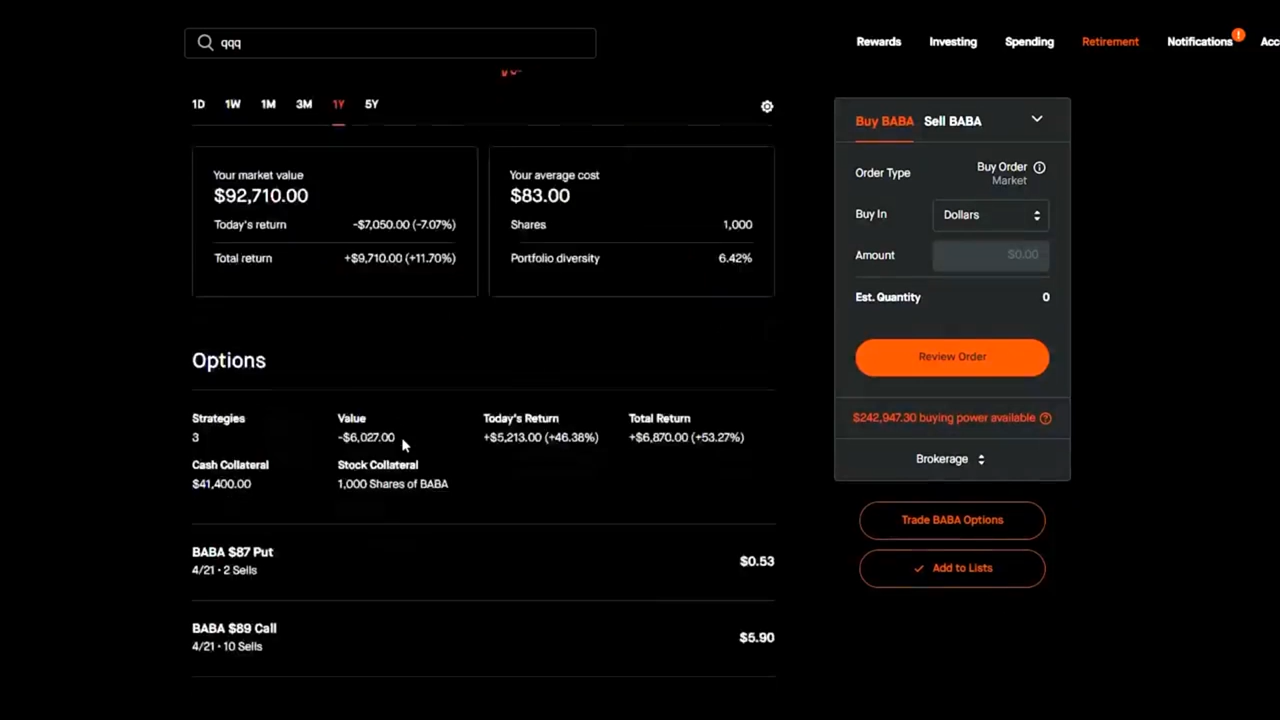 qqq
Rewards Investing Spending Retirement Notifications ! Acc
1D 1W 1M 3M 1Y 5Y
Your market value
$92,710.00
Today's return -$7,050.00 (-7.07%)
Total return +$9,710.00 (+11.70%)
Your average cost
$83.00
Shares 1,000
Portfolio diversity 6.42%
Buy BABA Sell BABA
Order Type Buy Order
Market
Buy In Dollars
Amount $0.00
Est. Quantity 0
Review Order
$242,947.30 buying power available ?
Brokerage
Trade BABA Options
Add to Lists
Options
Strategies Value Today's Return Total Return
3 -$6,027.00 +$5,213.00 (+46.38%) +$6,870.00 (+53.27%)
Cash Collateral Stock Collateral
$41,400.00 1,000 Shares of BABA
BABA $87 Put
4/21 • 2 Sells
$0.53
BABA $89 Call
4/21 • 10 Sells
$5.90